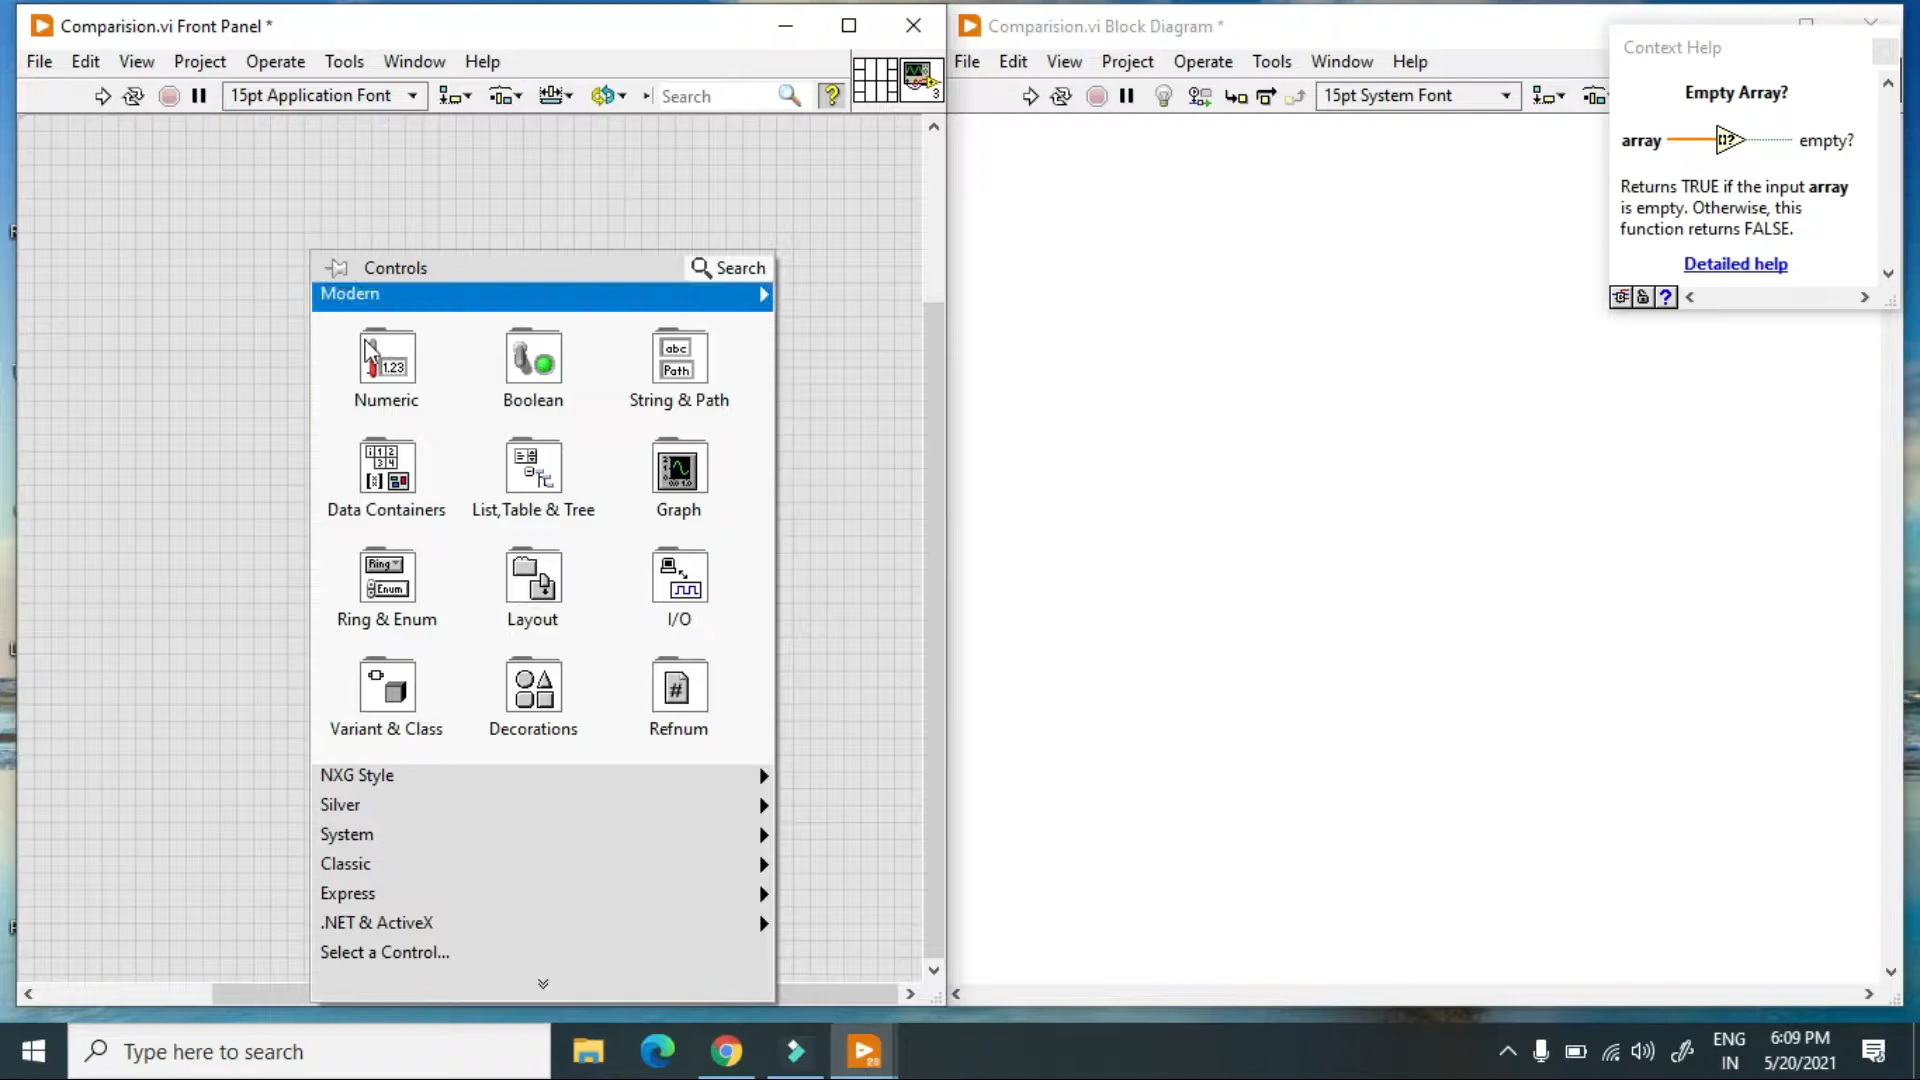 Comparision.vi Front Panel *
File Edit View Project Operate Tools Window Help
15pt Application Font Search
3
Controls Search
Modern
1.23 abc Path
Numeric Boolean String & Path
Data Containers List,Table & Tree Graph
Ring Enum
Ring & Enum Layout I/O
#
Variant & Class Decorations Refnum
NXG Style
Silver
System
Classic
Express
.NET & ActiveX
Select a Control...
Comparision.vi Block Diagram *
File Edit View Project Operate Tools Window Help
15pt System Font
Context Help
Empty Array?
array empty?
Returns TRUE if the input array
is empty. Otherwise, this
function returns FALSE.
Detailed help
Type here to search
ENG
IN
6:09 PM
5/20/2021